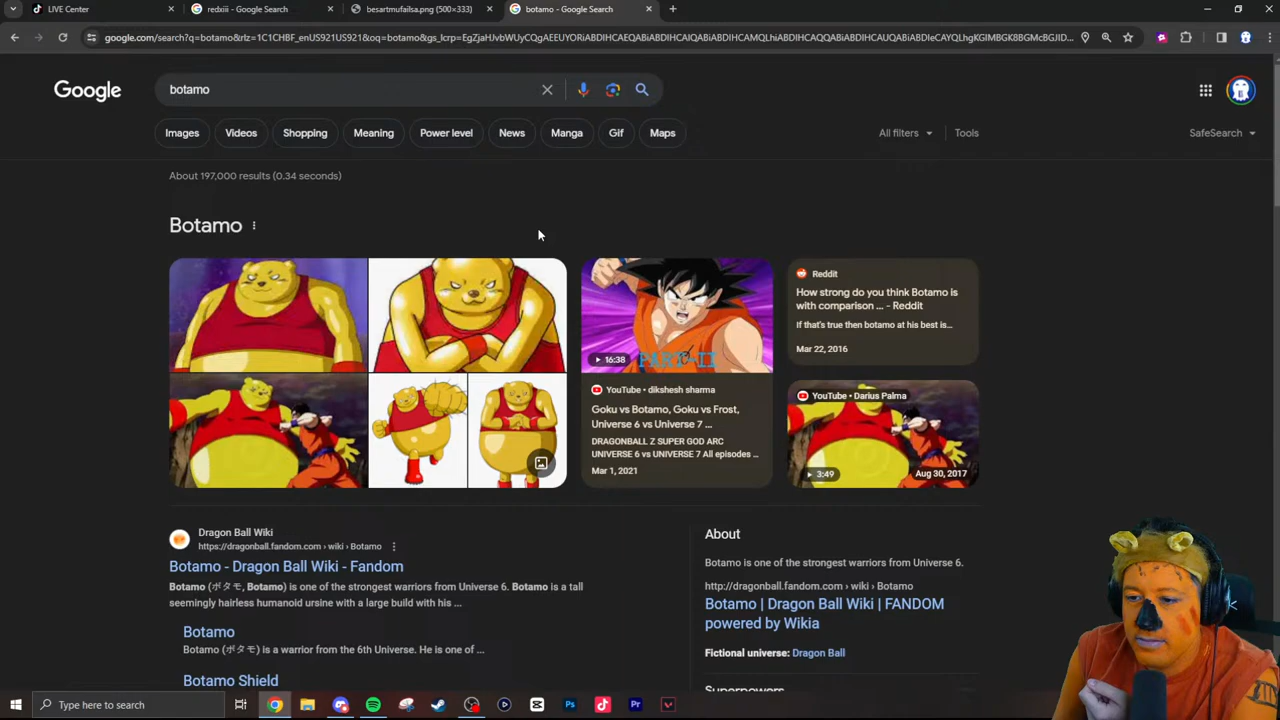 LIVE Center
redxiii - Google Search
besartmufailsa.png (500×333)
botamo - Google Search
google.com/search?q=botamo&rlz=1C1CHBF_enUS921US921&oq=botamo&gs_lcrp=
Google
botamo
Images
Videos
Shopping
Meaning
Power level
News
Manga
Gif
Maps
All filters
Tools
SafeSearch
About 197,000 results (0.34 seconds)
Botamo
16:38
PART-II
YouTube • dikshesh sharma
Goku vs Botamo, Goku vs Frost,
Universe 6 vs Universe 7 ...
DRAGONBALL Z SUPER GOD ARC
UNIVERSE 6 vs UNIVERSE 7 All episodes ...
Mar 1, 2021
Reddit
How strong do you think Botamo is
with comparison ... - Reddit
If that's true then botamo at his best is...
Mar 22, 2016
YouTube • Darius Palma
3:49
Aug 30, 2017
Dragon Ball Wiki
https://dragonball.fandom.com › wiki › Botamo
Botamo - Dragon Ball Wiki - Fandom
Botamo (ボタモ, Botamo) is one of the strongest warriors from Universe 6. Botamo is a tall
seemingly hairless humanoid ursine with a large build with his ...
Botamo
Botamo (ボタモ) is a warrior from the 6th Universe. He is one of ...
Botamo Shield
About
Botamo is one of the strongest warriors from Universe 6.
http://dragonball.fandom.com › wiki › Botamo
Botamo | Dragon Ball Wiki | FANDOM
powered by Wikia
Fictional universe: Dragon Ball
Superpowers
Type here to search
Ps
Pr